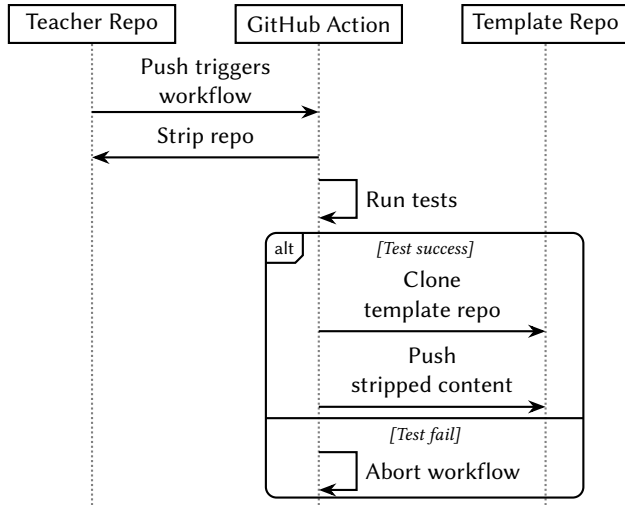 Teacher Repo
GitHub Action
Template Repo
Push triggers
workflow
Strip repo
Run tests
alt
[Test success]
Clone
template repo
Push
stripped content
[Test fail]
Abort workflow